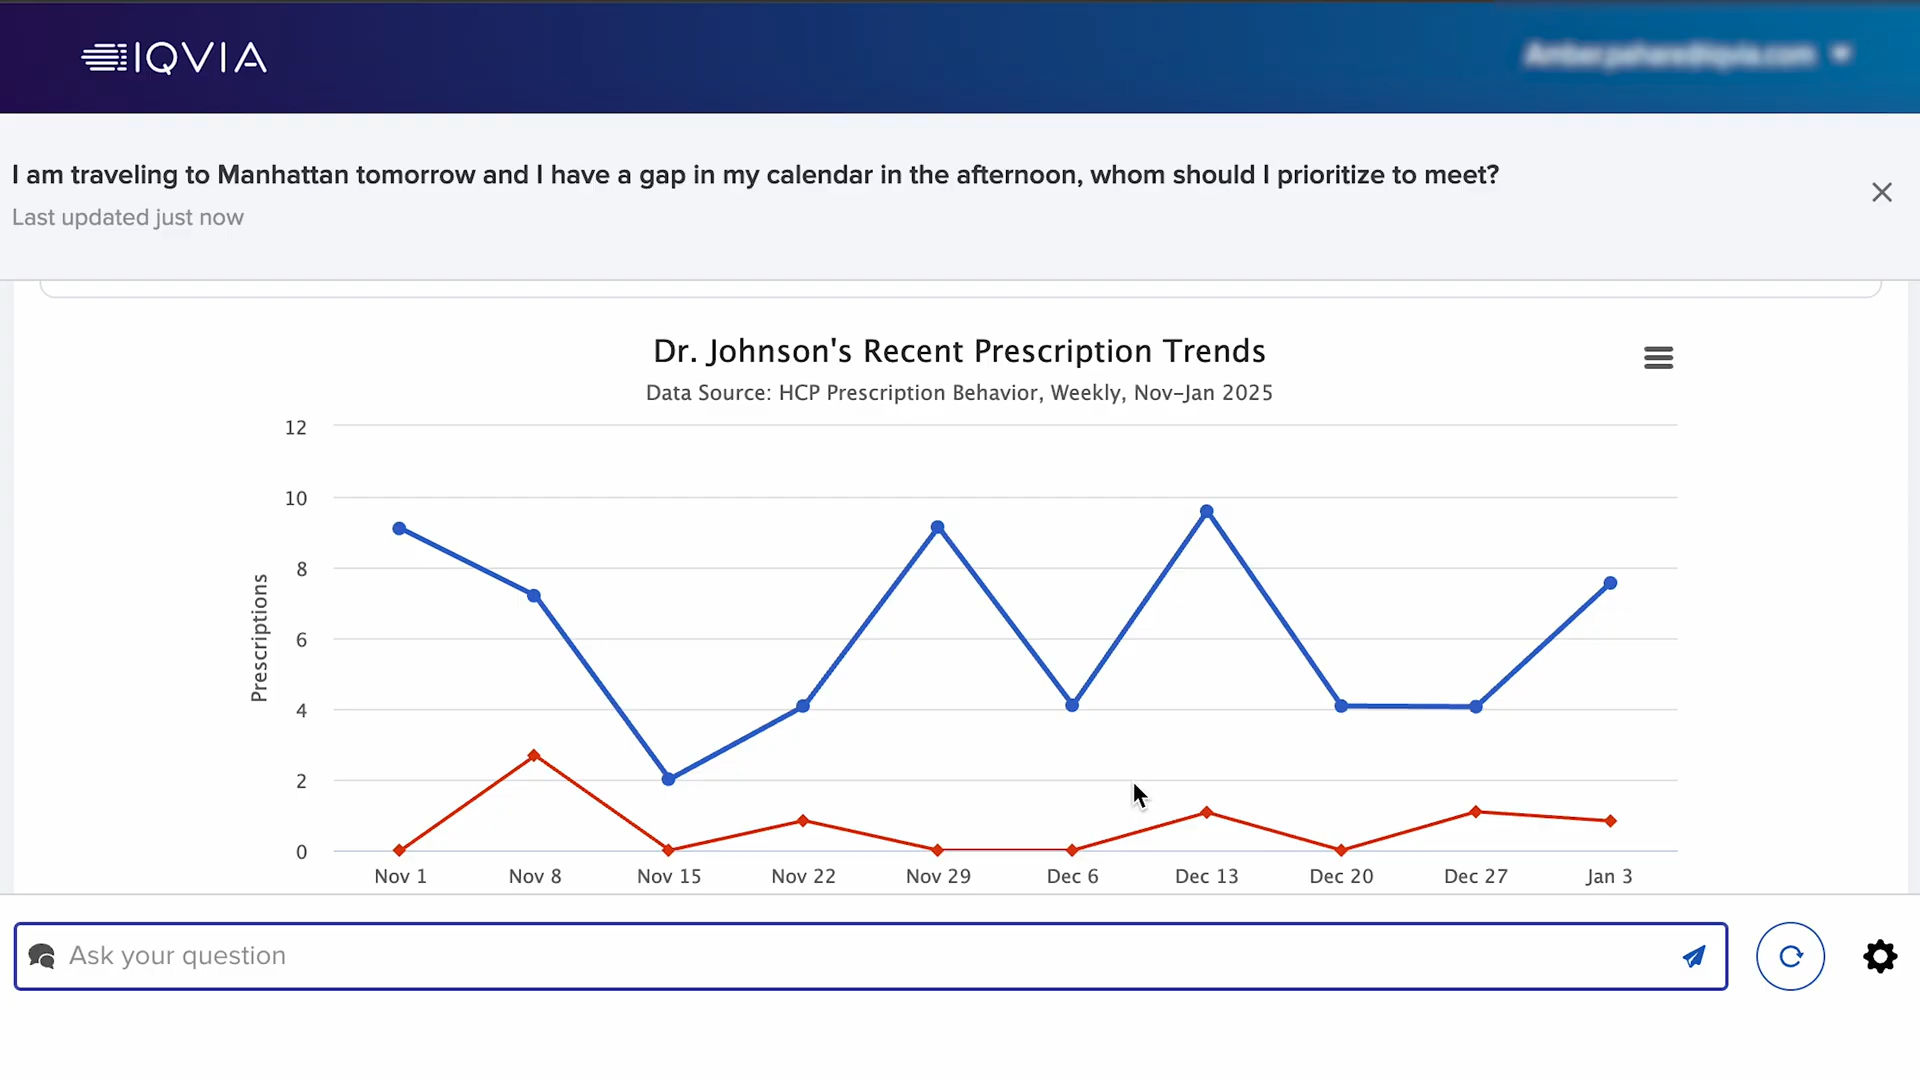 IQVIA
I am traveling to Manhattan tomorrow and I have a gap in my calendar in the afternoon, whom should I prioritize to meet?
Last updated just now
Dr. Johnson's Recent Prescription Trends
Data Source: HCP Prescription Behavior, Weekly, Nov–Jan 2025
12
10
8
6
4
2
0
Prescriptions
Nov 1 Nov 8 Nov 15 Nov 22 Nov 29 Dec 6 Dec 13 Dec 20 Dec 27 Jan 3
Ask your question